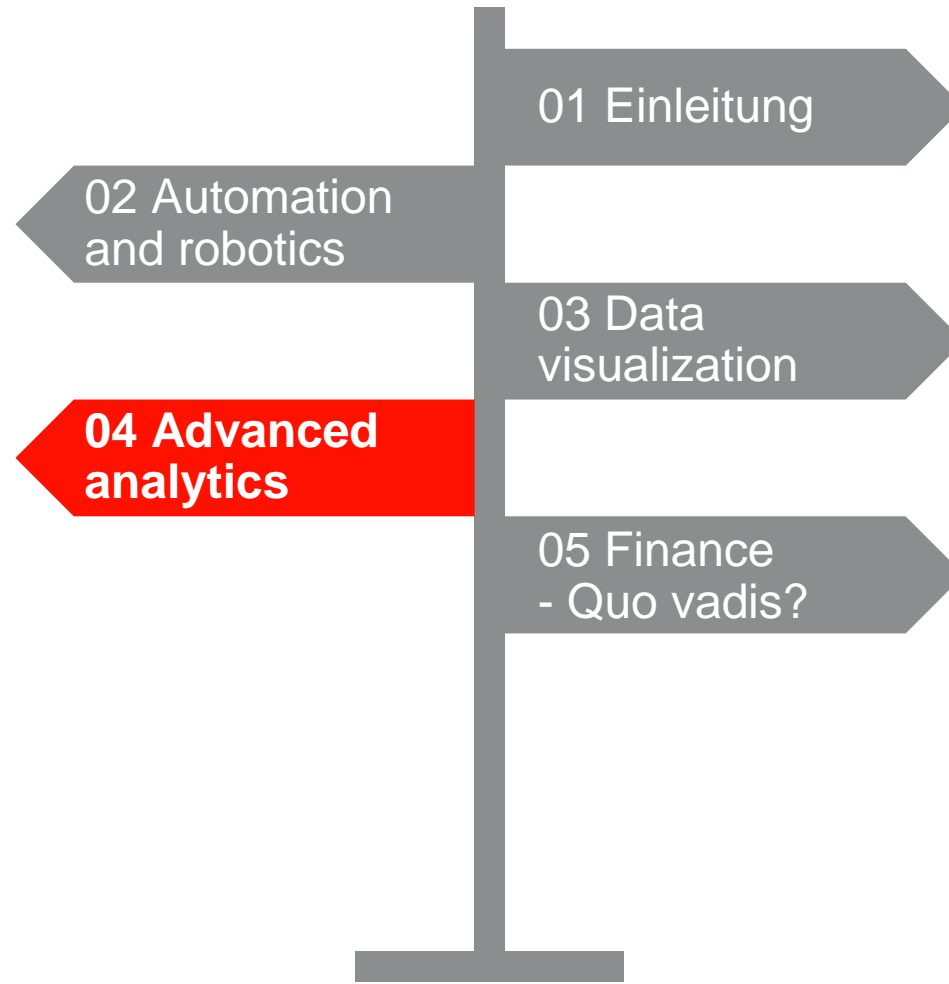 01 Einleitung
02 Automation
and robotics
03 Data
visualization
04 Advanced
analytics
05 Finance
- Quo vadis?